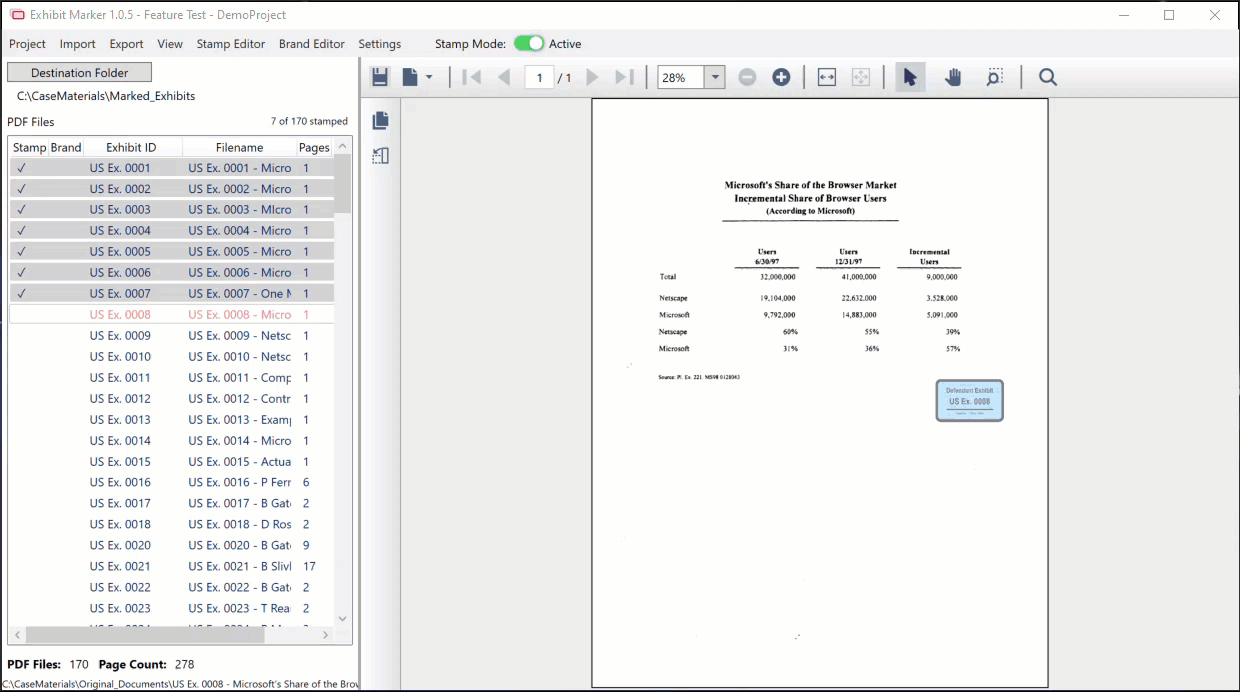 Exhibit Marker 1.0.5 - Feature Test - DemoProject
Project Import Export View Stamp Editor Brand Editor Settings Stamp Mode: Active
Destination Folder
C:\CaseMaterials\Marked_Exhibits
PDF Files 7 of 170 stamped
1 / 1 28%
Stamp Brand Exhibit ID Filename Pages
✓ US Ex. 0001 US Ex. 0001 - Micro 1
✓ US Ex. 0002 US Ex. 0002 - Micro 1
✓ US Ex. 0003 US Ex. 0003 - MIcro 1
✓ US Ex. 0004 US Ex. 0004 - Micro 1
✓ US Ex. 0005 US Ex. 0005 - Micro 1
✓ US Ex. 0006 US Ex. 0006 - Micro 1
✓ US Ex. 0007 US Ex. 0007 - One 1
US Ex. 0008 US Ex. 0008 - Micro 1
US Ex. 0009 US Ex. 0009 - Netsc 1
US Ex. 0010 US Ex. 0010 - Netsc 1
US Ex. 0011 US Ex. 0011 - Comp 1
US Ex. 0012 US Ex. 0012 - Contr 1
US Ex. 0013 US Ex. 0013 - Exam 1
US Ex. 0014 US Ex. 0014 - Micro 1
US Ex. 0015 US Ex. 0015 - Actua 1
US Ex. 0016 US Ex. 0016 - P Ferr 6
US Ex. 0017 US Ex. 0017 - B Gat 2
US Ex. 0018 US Ex. 0018 - D Ros 2
US Ex. 0020 US Ex. 0020 - B Gat 9
US Ex. 0021 US Ex. 0021 - B Slivl 17
US Ex. 0022 US Ex. 0022 - B Gat 2
US Ex. 0023 US Ex. 0023 - T Rea 2
PDF Files: 170 Page Count: 278
C:\CaseMaterials\Original_Documents\US Ex. 0008 - Microsoft's Share of the Brow
Microsoft's Share of the Browser Market
Incremental Share of Browser Users
(According to Microsoft)
Users Users Incremental
6/30/97 12/31/97 Users
Total 32,000,000 41,000,000 9,000,000
Netscape 19,104,000 22,632,000 3,528,000
Microsoft 9,792,000 14,883,000 5,091,000
Netscape 60% 55% 39%
Microsoft 31% 36% 57%
Source: Pl. Ex. 221. MS98 0128943
Defendant Exhibit
US Ex. 0008